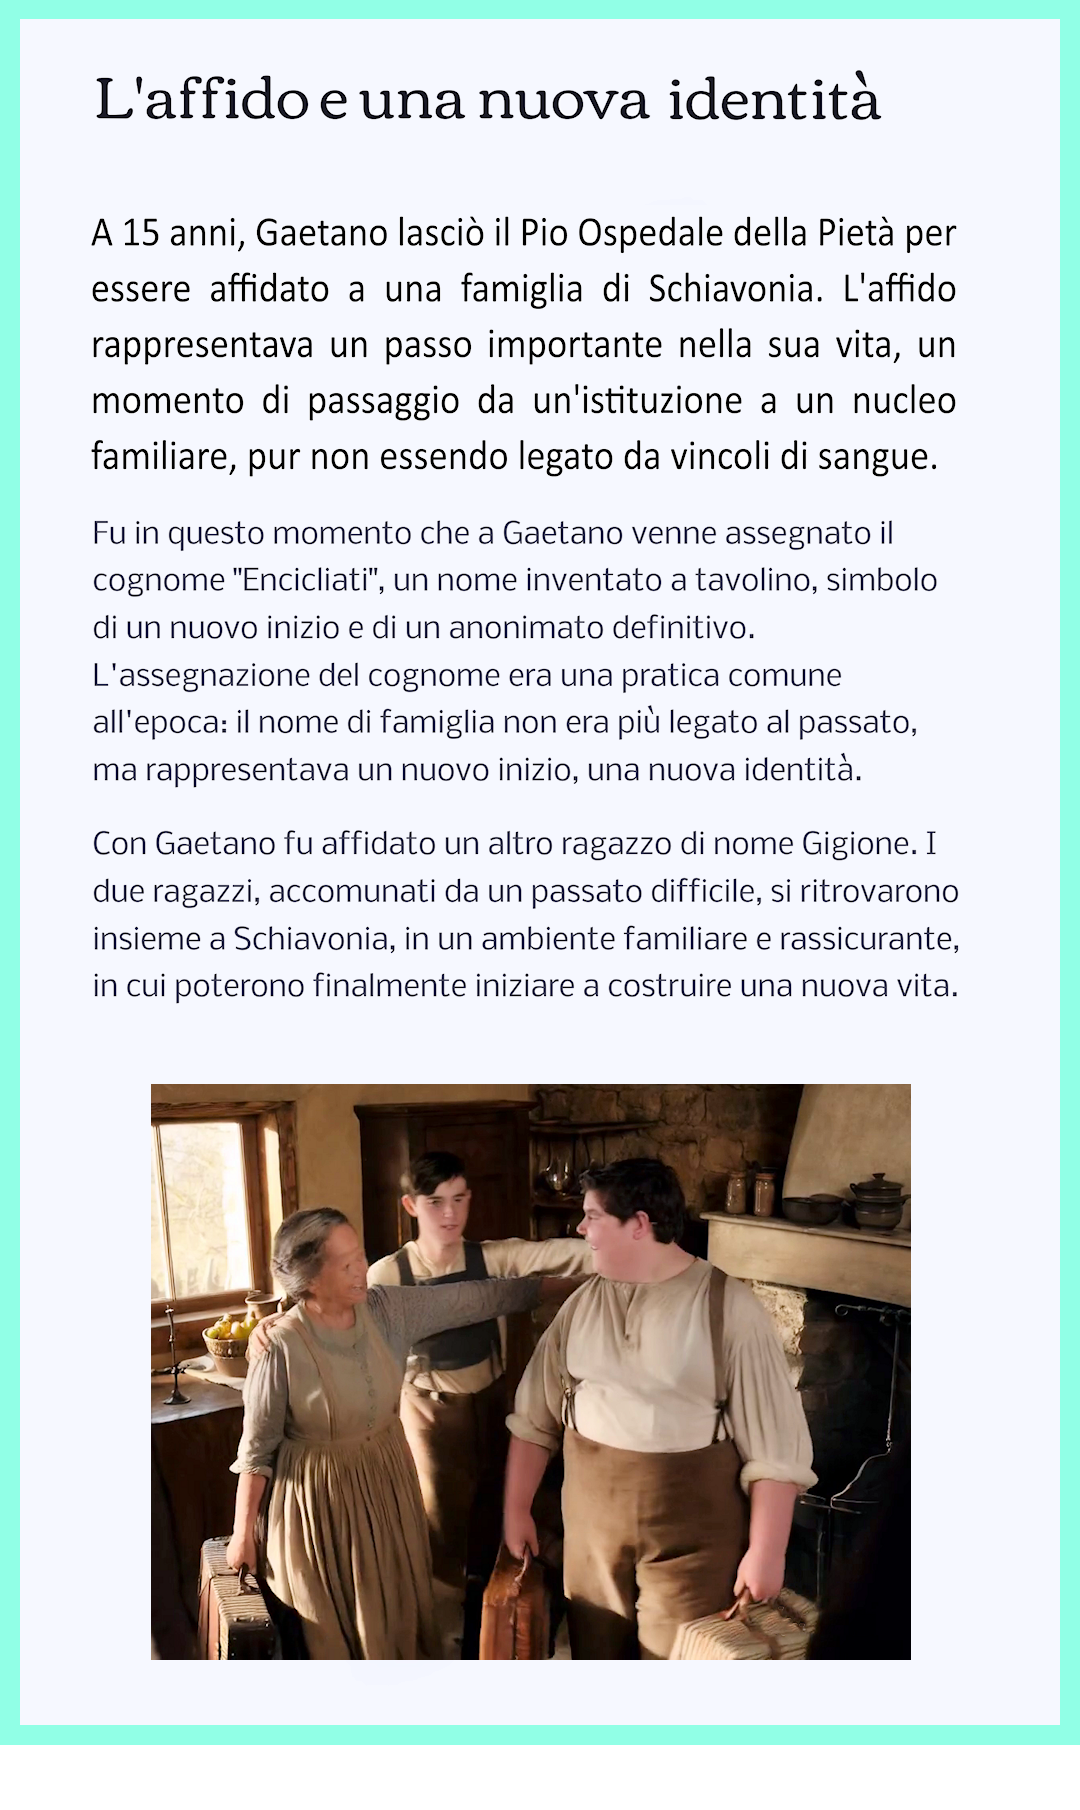 L'affido e una nuova identità
A 15 anni, Gaetano lasciò il Pio Ospedale della Pietà per
essere affidato a una famiglia di Schiavonia. L'affido
rappresentava un passo importante nella sua vita, un
momento di passaggio da un'istituzione a un nucleo
familiare, pur non essendo legato da vincoli di sangue.
Fu in questo momento che a Gaetano venne assegnato il
cognome "Encicliati", un nome inventato a tavolino, simbolo
di un nuovo inizio e di un anonimato definitivo.
L'assegnazione del cognome era una pratica comune
all'epoca: il nome di famiglia non era più legato al passato,
ma rappresentava un nuovo inizio, una nuova identità.
Con Gaetano fu affidato un altro ragazzo di nome Gigione. I
due ragazzi, accomunati da un passato difficile, si ritrovarono
insieme a Schiavonia, in un ambiente familiare e rassicurante,
in cui poterono finalmente iniziare a costruire una nuova vita.